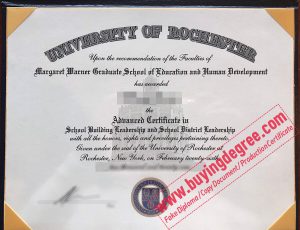 UNIVERSITY OF ROCHESTER
Upon the recommendation of the Faculties of
Margaret Warner Graduate School of Education and Human Development
has awarded
the
Advanced Certificate in
School Building Leadership and School District Leadership
with all the honors, rights and privileges pertaining thereto.
Given under the seal of the University of Rochester at
Rochester, New York, on February twenty-sixth
www.buyingdegree.com
Fake Diploma / Copy Document / Production Certificate